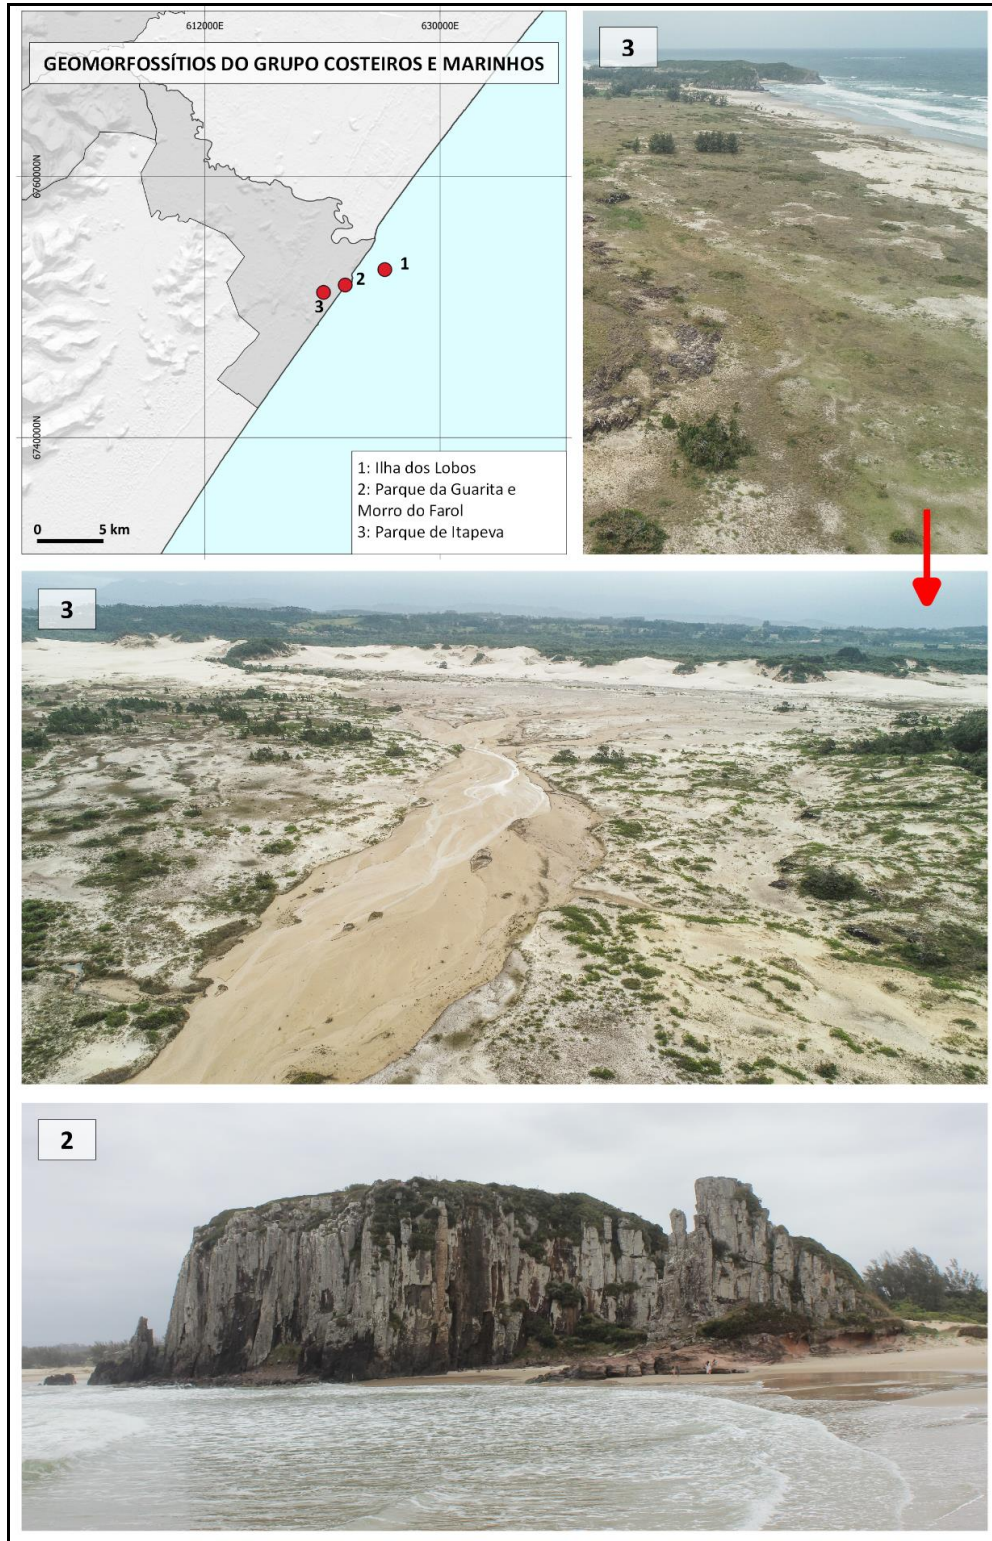 612000E
630000E
GEOMORFOSSÍTIOS DO GRUPO COSTEIROS E MARINHOS
6760000N
1
2
3
6740000N
1: Ilha dos Lobos
2: Parque da Guarita e
Morro do Farol
3: Parque de Itapeva
0 5 km
3
3
2